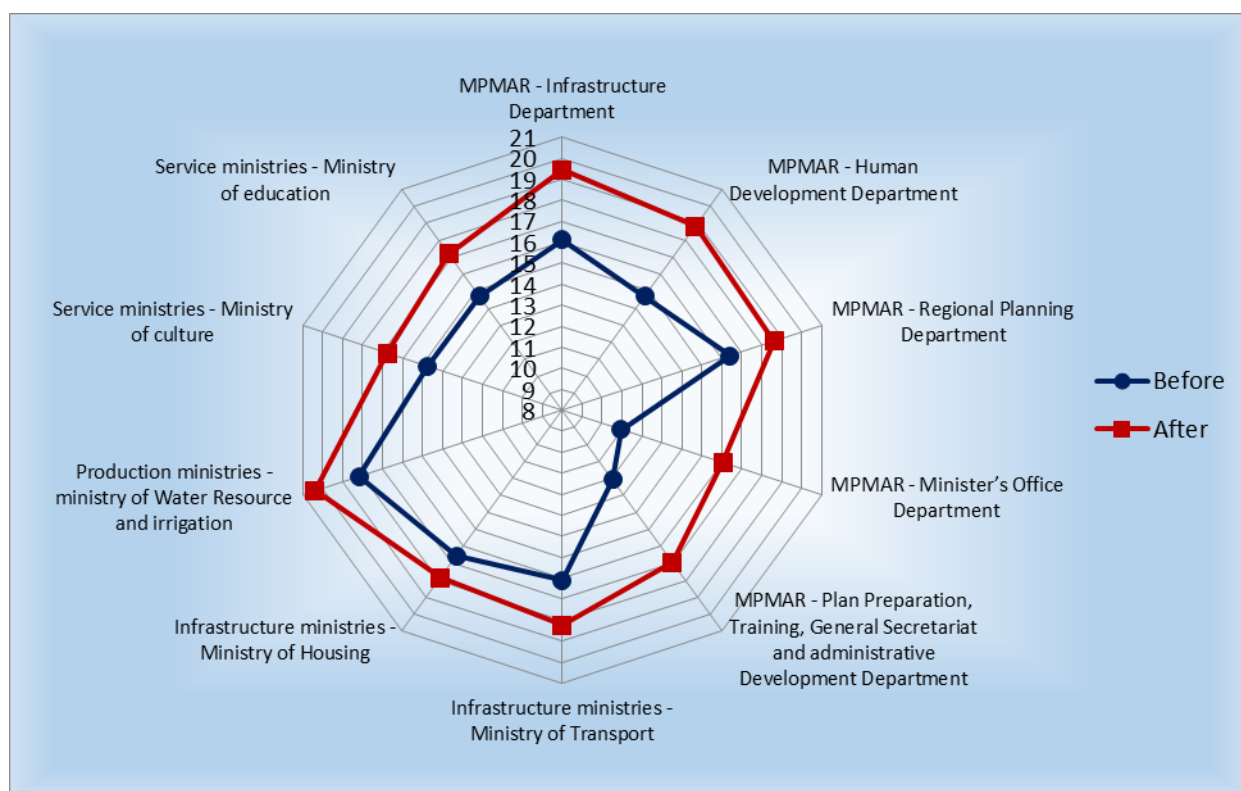 MPMAR - Infrastructure
Department
MPMAR - Human
Development Department
MPMAR - Regional Planning
Department
MPMAR - Minister’s Office
Department
MPMAR - Plan Preparation,
Training, General Secretariat
and administrative
Development Department
Infrastructure ministries -
Ministry of Transport
Infrastructure ministries -
Ministry of Housing
Production ministries -
ministry of Water Resource
and irrigation
Service ministries - Ministry
of culture
Service ministries - Ministry
of education
21
20
19
18
17
16
15
14
13
12
11
10
9
8
Before
After